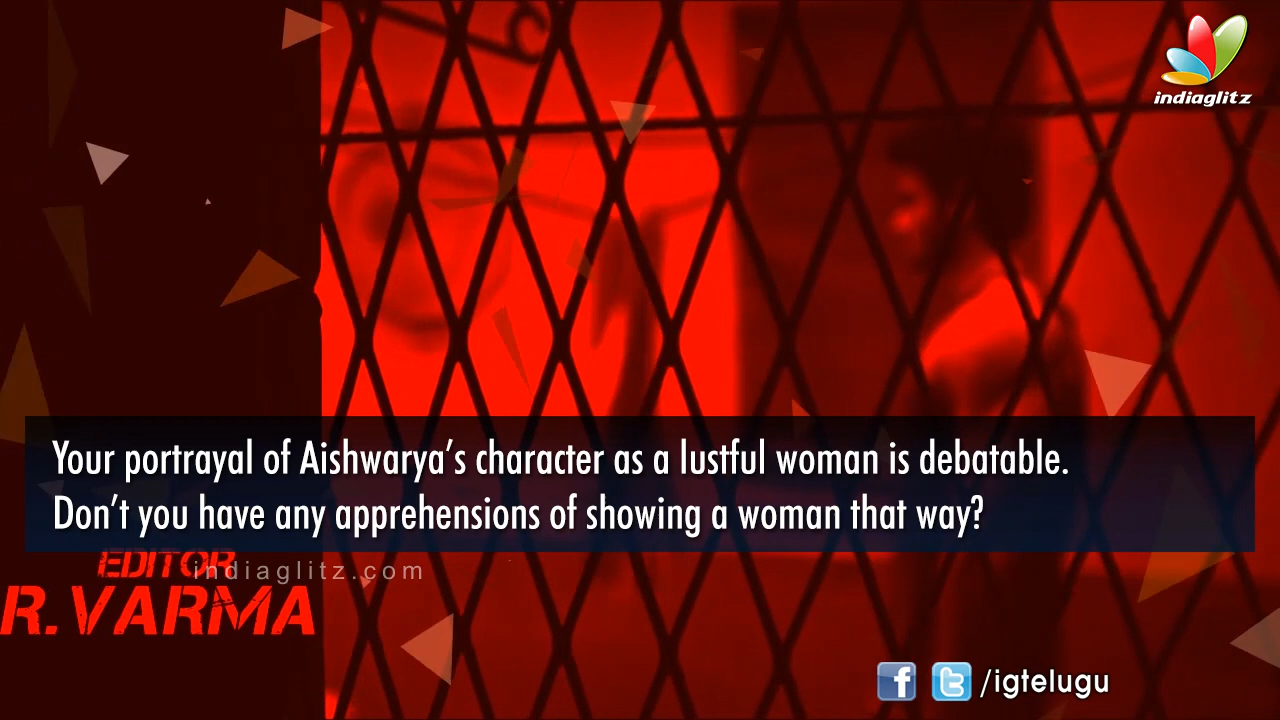 indiaglitz
Your portrayal of Aishwarya’s character as a lustful woman is debatable.
Don’t you have any apprehensions of showing a woman that way?
EDITOR
indiaglitz.com
R.VARMA
f t /igtelugu